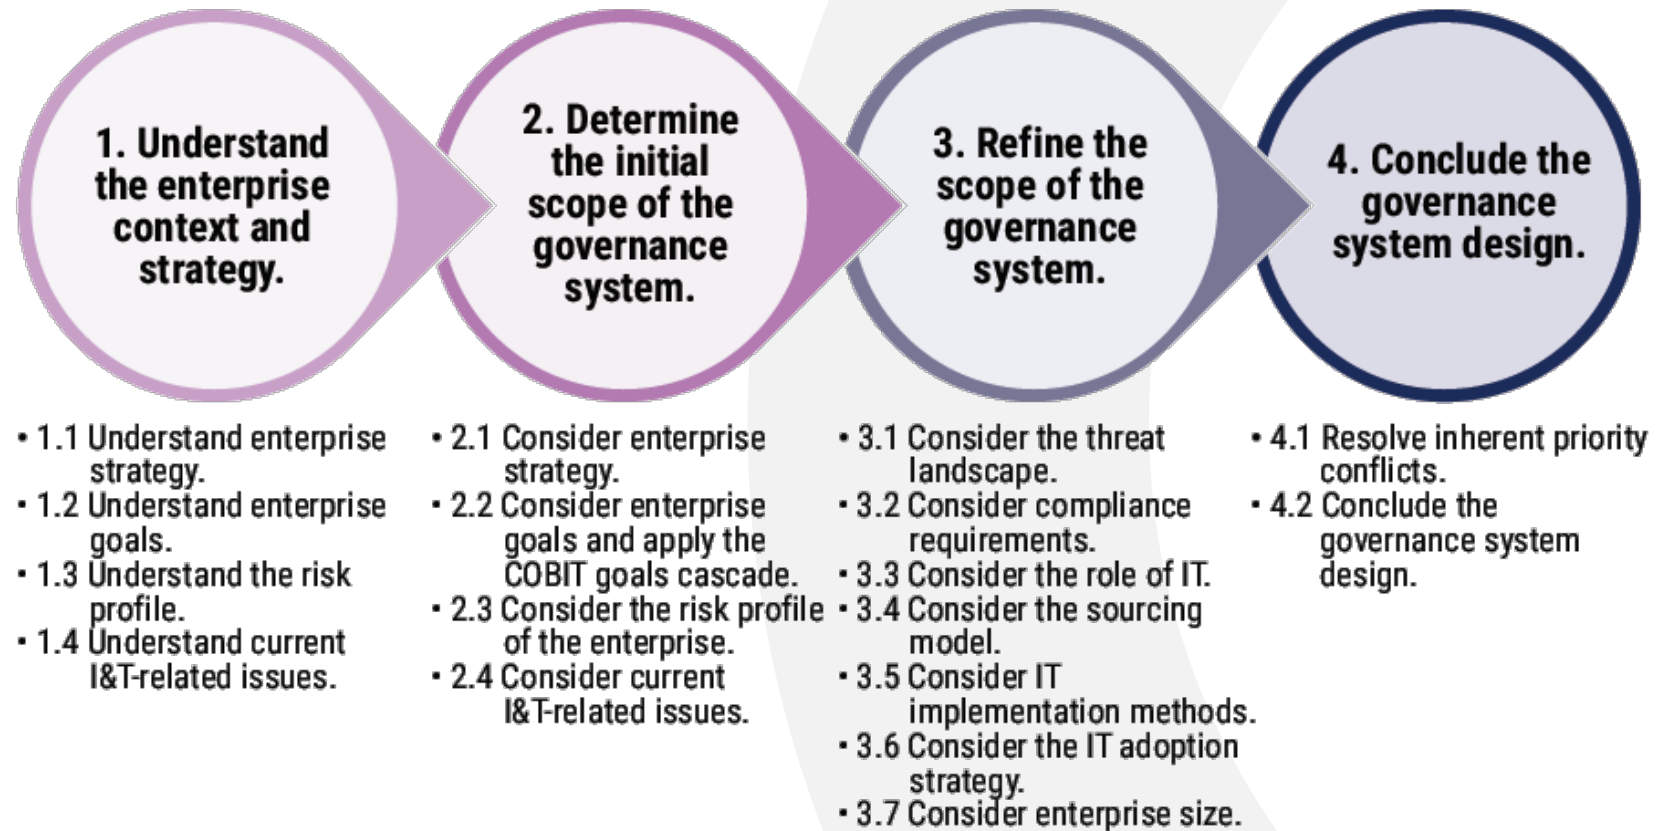 1. Understand
the enterprise
context and
strategy.
2. Determine
the initial
scope of the
governance
system.
3. Refine the
scope of the
governance
system.
4. Conclude the
governance
system design.
• 1.1 Understand enterprise
strategy.
• 1.2 Understand enterprise
goals.
• 1.3 Understand the risk
profile.
• 1.4 Understand current
I&T-related issues.
• 2.1 Consider enterprise
strategy.
• 2.2 Consider enterprise
goals and apply the
COBIT goals cascade.
• 2.3 Consider the risk profile
of the enterprise.
• 2.4 Consider current
I&T-related issues.
• 3.1 Consider the threat
landscape.
• 3.2 Consider compliance
requirements.
• 3.3 Consider the role of IT.
• 3.4 Consider the sourcing
model.
• 3.5 Consider IT
implementation methods.
• 3.6 Consider the IT adoption
strategy.
• 3.7 Consider enterprise size.
• 4.1 Resolve inherent priority
conflicts.
• 4.2 Conclude the
governance system
design.